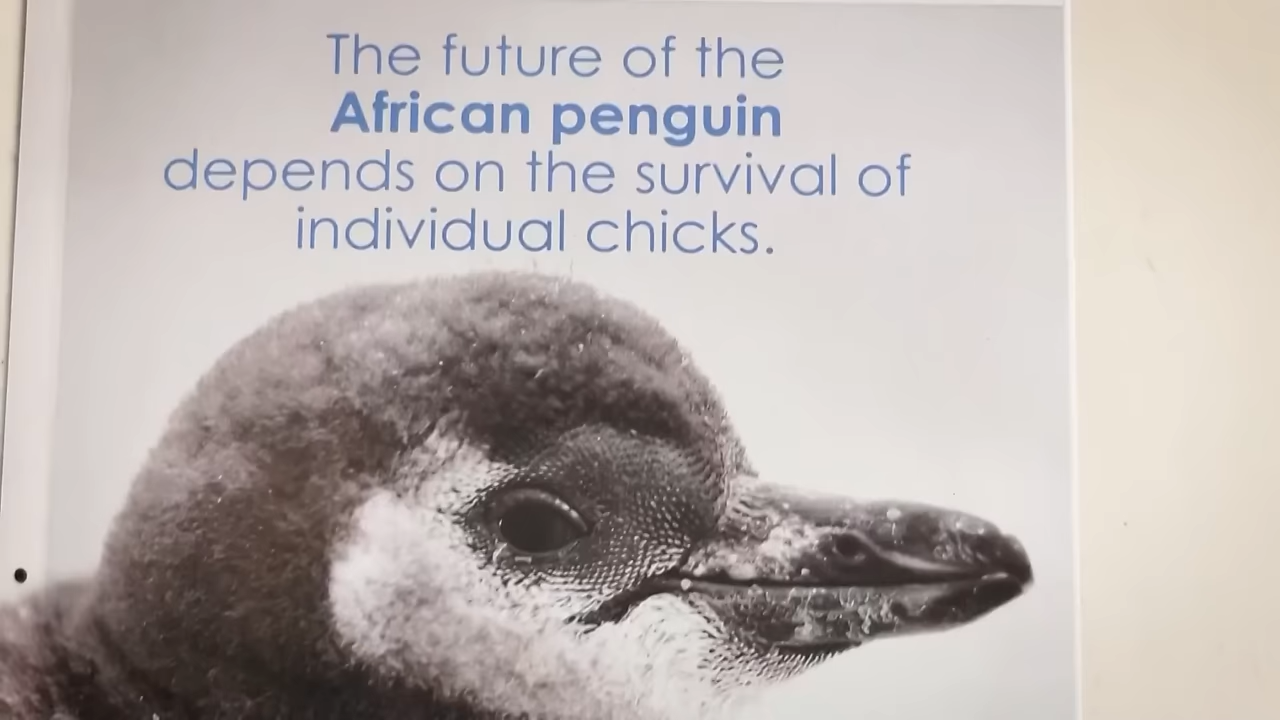 The future of the
African penguin
depends on the survival of
individual chicks.